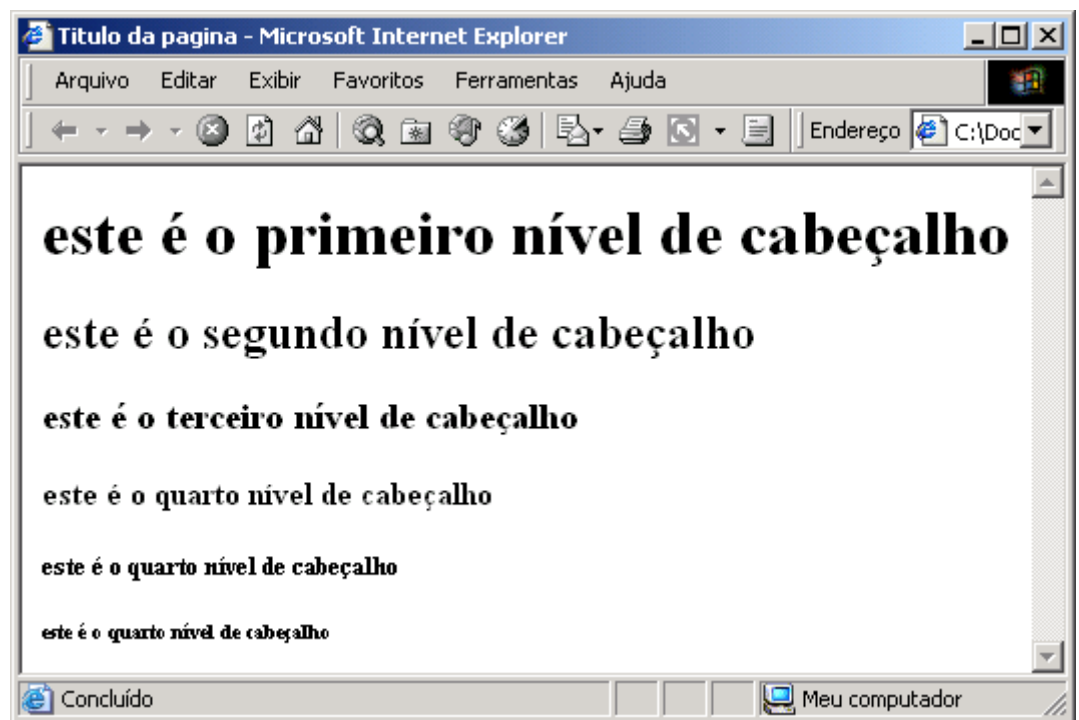 Titulo da pagina - Microsoft Internet Explorer
Arquivo Editar Exibir Favoritos Ferramentas Ajuda
Endereço C:\Doc
este é o primeiro nível de cabeçalho
este é o segundo nível de cabeçalho
este é o terceiro nível de cabeçalho
este é o quarto nível de cabeçalho
este é o quarto nível de cabeçalho
este é o quarto nível de cabeçalho
Concluído Meu computador